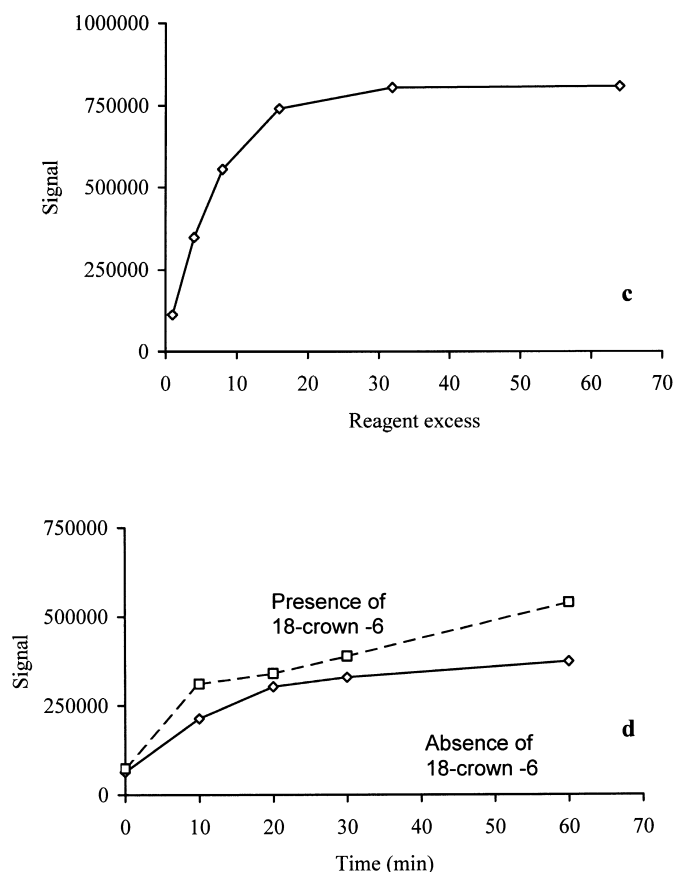 1000000
750000
500000
250000
0
Signal
0 10 20 30 40 50 60 70
Reagent excess
c
750000
500000
250000
0
Signal
Presence of
18-crown -6
Absence of
18-crown -6
d
0 10 20 30 40 50 60 70
Time (min)